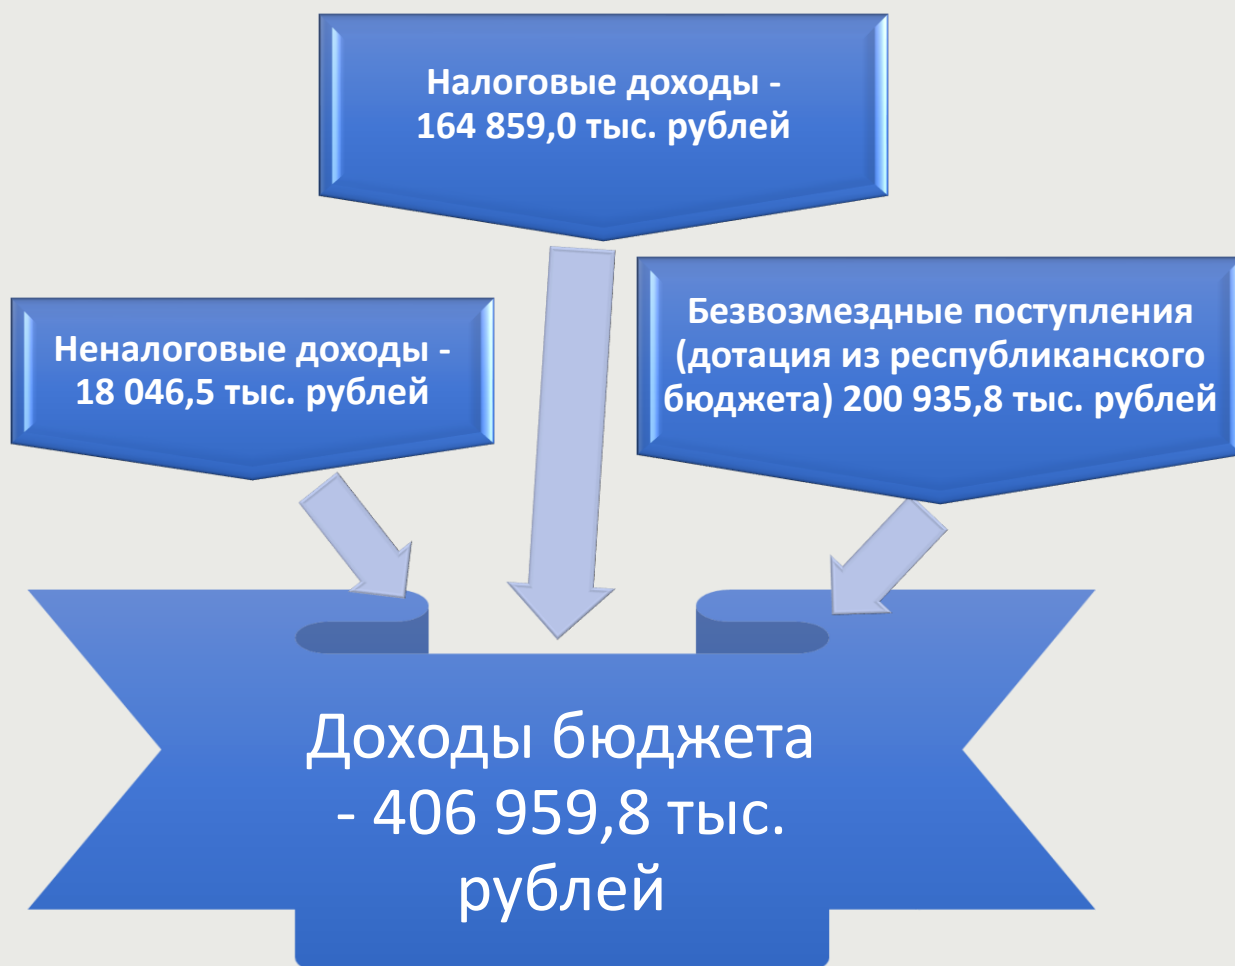 Налоговые доходы -
164 859,0 тыс. рублей
Неналоговые доходы -
18 046,5 тыс. рублей
Безвозмездные поступления
(дотация из республиканского
бюджета) 200 935,8 тыс. рублей
Доходы бюджета
- 406 959,8 тыс.
рублей